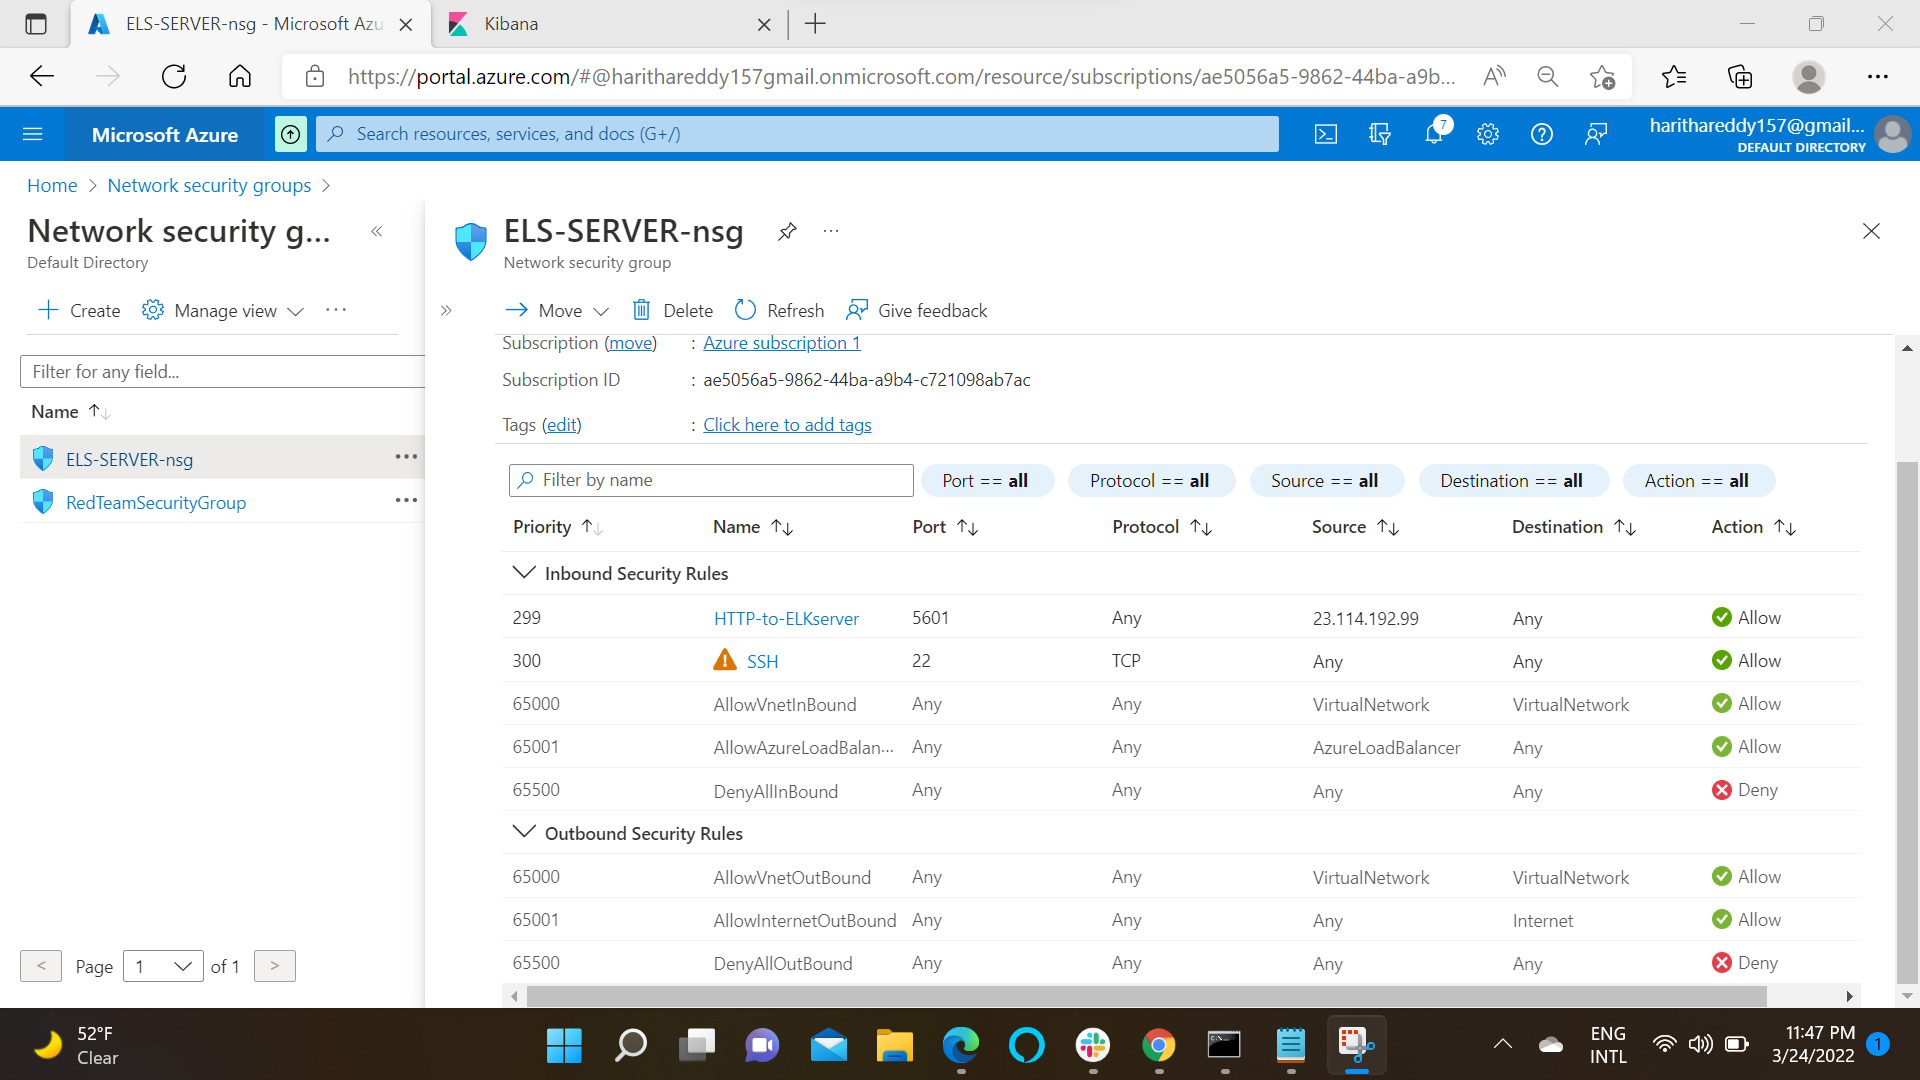 ELS-SERVER-nsg - Microsoft Azu
Kibana
https://portal.azure.com/#@harithareddy157gmail.onmicrosoft.com/resource/subscriptions/ae5056a5-9862-44ba-a9b...
Microsoft Azure
Search resources, services, and docs (G+/)
7
harithareddy157@gmail...
DEFAULT DIRECTORY
Home > Network security groups >
Network security g...
Default Directory
Create
Manage view
Filter for any field...
Name
ELS-SERVER-nsg
RedTeamSecurityGroup
< Page 1 of 1 >
ELS-SERVER-nsg
Network security group
Move
Delete
Refresh
Give feedback
Subscription (move) : Azure subscription 1
Subscription ID : ae5056a5-9862-44ba-a9b4-c721098ab7ac
Tags (edit) : Click here to add tags
Filter by name
Port == all
Protocol == all
Source == all
Destination == all
Action == all
Priority Name Port Protocol Source Destination Action
Inbound Security Rules
299 HTTP-to-ELKserver 5601 Any 23.114.192.99 Any Allow
300 SSH 22 TCP Any Any Allow
65000 AllowVnetInBound Any Any VirtualNetwork VirtualNetwork Allow
65001 AllowAzureLoadBalan... Any Any AzureLoadBalancer Any Allow
65500 DenyAllInBound Any Any Any Any Deny
Outbound Security Rules
65000 AllowVnetOutBound Any Any VirtualNetwork VirtualNetwork Allow
65001 AllowInternetOutBound Any Any Any Internet Allow
65500 DenyAllOutBound Any Any Any Any Deny
52°F
Clear
ENG
INTL
11:47 PM
3/24/2022
1